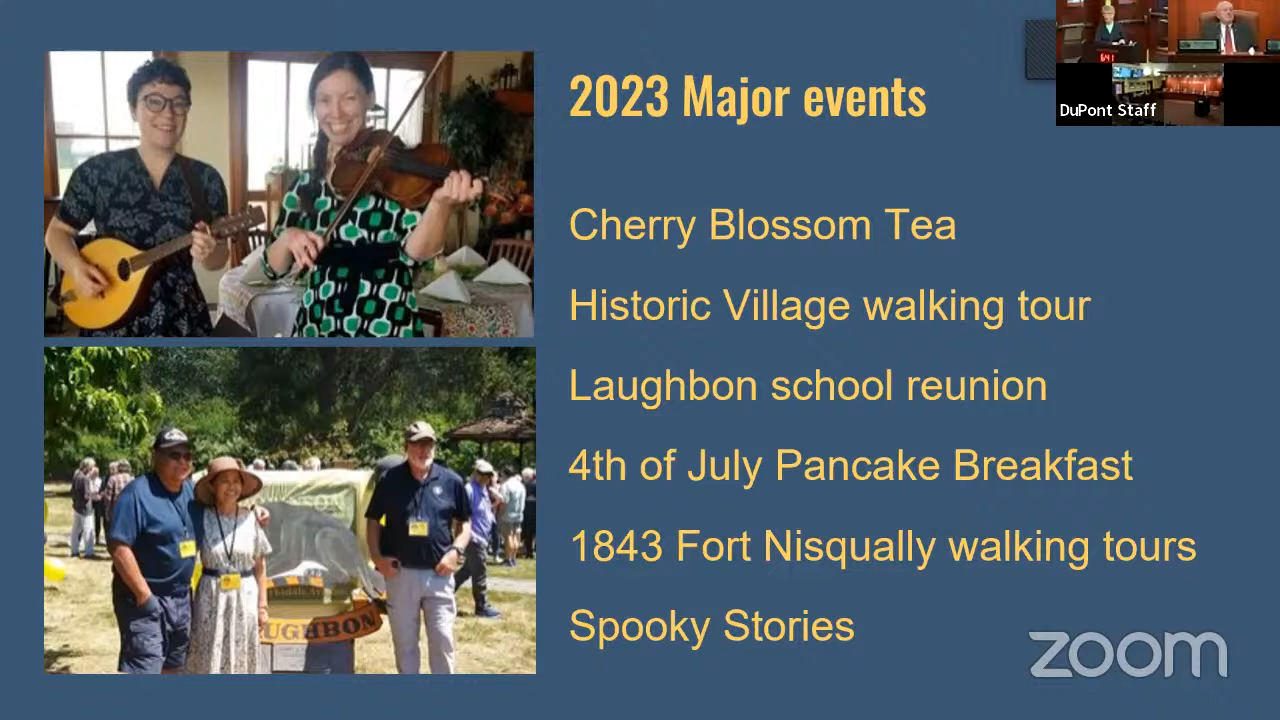 2023 Major events
DuPont Staff
Cherry Blossom Tea
Historic Village walking tour
Laughbon school reunion
4th of July Pancake Breakfast
1843 Fort Nisqually walking tours
Spooky Stories
UGHBON
zoom